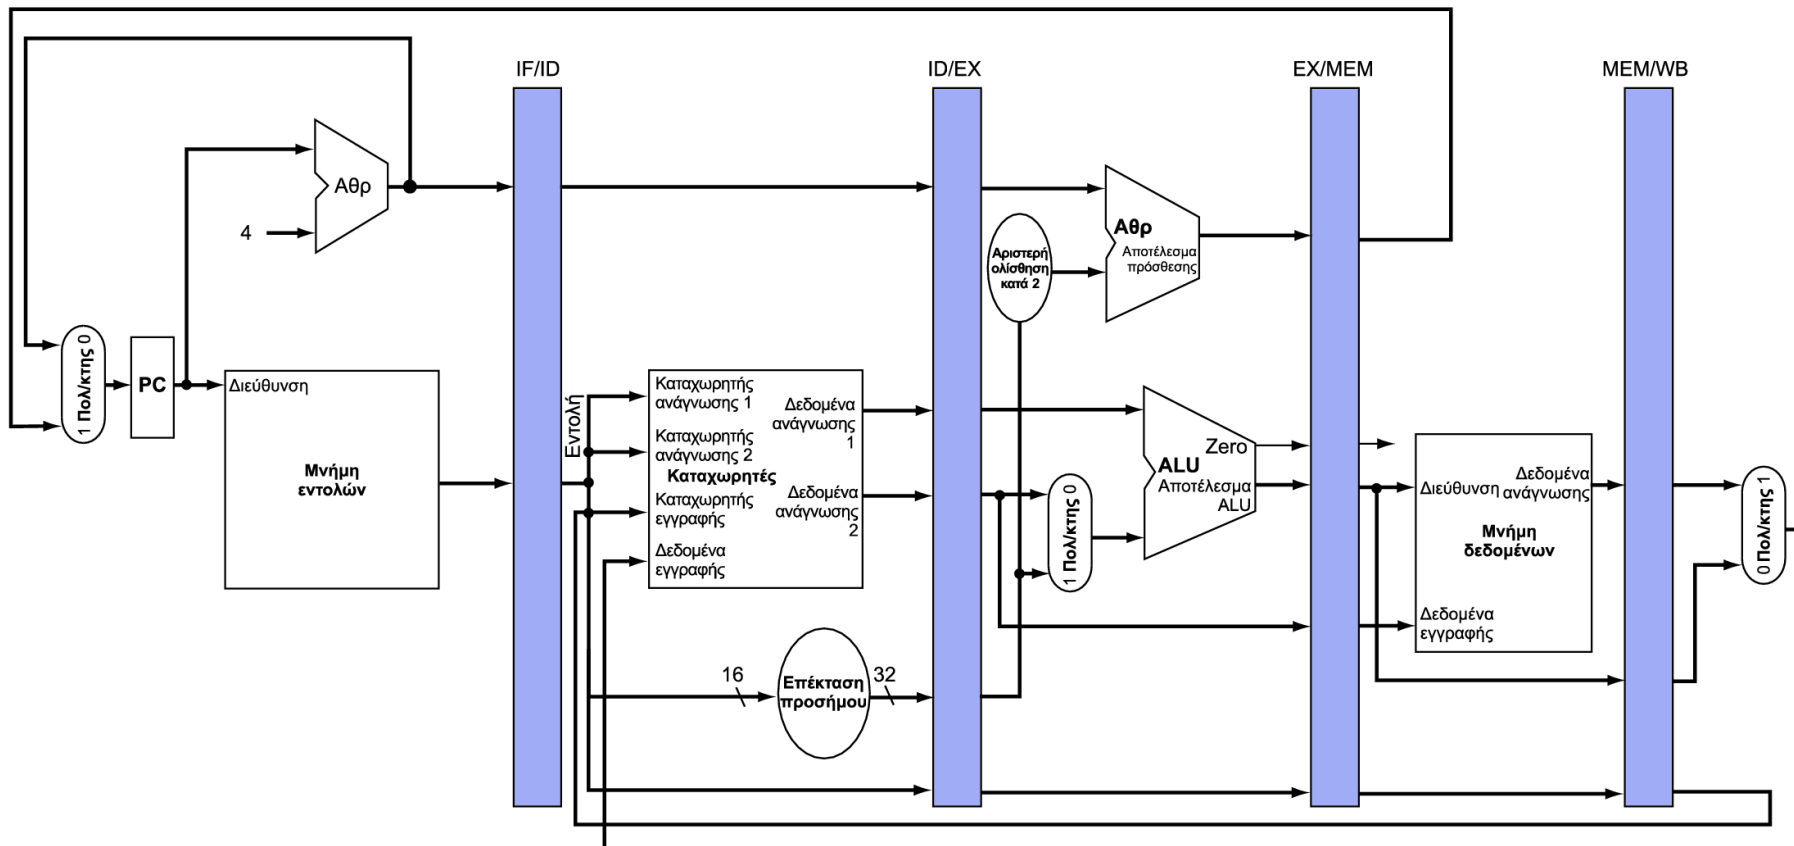 IF/ID
ID/EX
EX/MEM
MEM/WB
Αθρ
4
Αθρ
Αποτέλεσμα
πρόσθεσης
Αριστερή
ολίσθηση
κατά 2
1 Πολ/κτης 0
PC
Διεύθυνση
Μνήμη
εντολών
Εντολή
Καταχωρητής
ανάγνωσης 1
Καταχωρητής
ανάγνωσης 2
Καταχωρητές
Καταχωρητής
εγγραφής
Δεδομένα
εγγραφής
Δεδομένα
ανάγνωσης
1
Δεδομένα
ανάγνωσης
2
16
Επέκταση
προσήμου
32
1 Πολ/κτης 0
Zero
ALU
Αποτέλεσμα
ALU
Διεύθυνση
Δεδομένα
ανάγνωσης
Μνήμη
δεδομένων
Δεδομένα
εγγραφής
0 Πολ/κτης 1